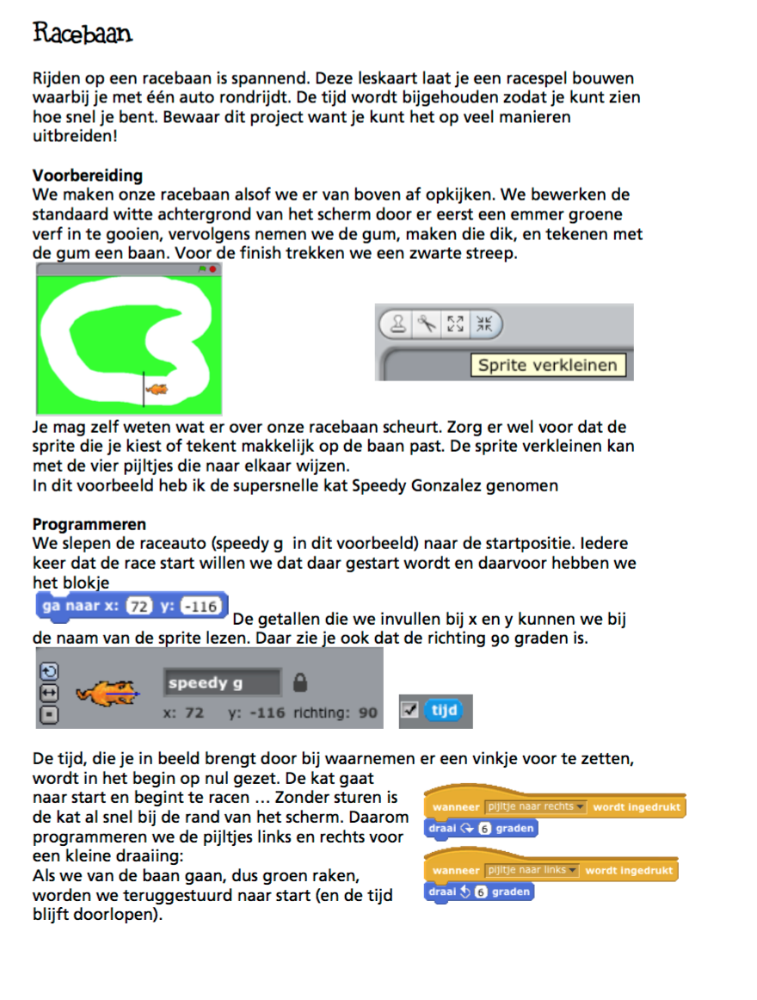 Racebaan
Rijden op een racebaan is spannend. Deze leskaart laat je een racespel bouwen
waarbij je met één auto rondrijdt. De tijd wordt bijgehouden zodat je kunt zien
hoe snel je bent. Bewaar dit project want je kunt het op veel manieren
uitbreiden!
Voorbereiding
We maken onze racebaan alsof we er van boven af opkijken. We bewerken de
standaard witte achtergrond van het scherm door er eerst een emmer groene
verf in te gooien, vervolgens nemen we de gum, maken die dik, en tekenen met
de gum een baan. Voor de finish trekken we een zwarte streep.
Sprite verkleinen
Je mag zelf weten wat er over onze racebaan scheurt. Zorg er wel voor dat de
sprite die je kiest of tekent makkelijk op de baan past. De sprite verkleinen kan
met de vier pijltjes die naar elkaar wijzen.
In dit voorbeeld heb ik de supersnelle kat Speedy Gonzalez genomen
Programmeren
We slepen de raceauto (speedy g in dit voorbeeld) naar de startpositie. Iedere
keer dat de race start willen we dat daar gestart wordt en daarvoor hebben we
het blokje
ga naar x: 72 y: -116 De getallen die we invullen bij x en y kunnen we bij
de naam van de sprite lezen. Daar zie je ook dat de richting 90 graden is.
speedy g
x: 72 y: -116 richting: 90
tijd
De tijd, die je in beeld brengt door bij waarnemen er een vinkje voor te zetten,
wordt in het begin op nul gezet. De kat gaat
naar start en begint te racen ... Zonder sturen is
de kat al snel bij de rand van het scherm. Daarom
programmeren we de pijltjes links en rechts voor
een kleine draaiing:
Als we van de baan gaan, dus groen raken,
worden we teruggestuurd naar start (en de tijd
blijft doorlopen).
wanneer pijltje naar rechts wordt ingedrukt
draai 6 graden
wanneer pijltje naar links wordt ingedrukt
draai 6 graden